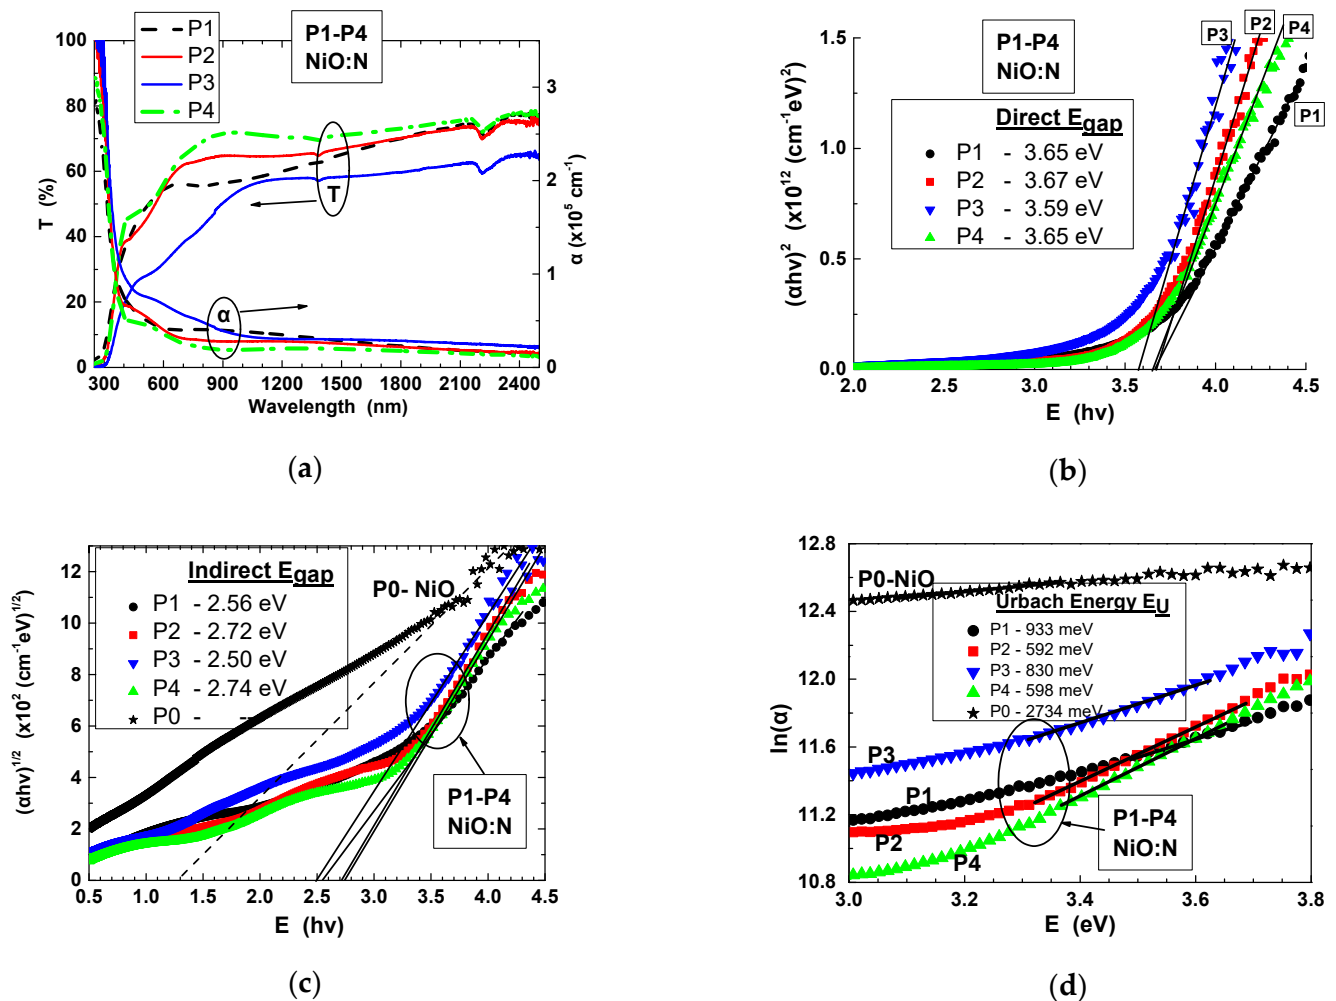 P1
P2
P3
P4
P1-P4
NiO:N
T (%)
100
80
60
40
20
0
300 600 900 1200 1500 1800 2100 2400
Wavelength (nm)
α (x10⁵ cm⁻¹)
3
2
1
0
T
α
(a)
P1-P4
NiO:N
Direct Egap
P1 - 3.65 eV
P2 - 3.67 eV
P3 - 3.59 eV
P4 - 3.65 eV
P3
P2
P4
P1
(αhν)² (x10¹² (cm⁻¹eV)²)
1.5
1.0
0.5
0.0
2.0 2.5 3.0 3.5 4.0 4.5
E (hν)
(b)
Indirect Egap
P1 - 2.56 eV
P2 - 2.72 eV
P3 - 2.50 eV
P4 - 2.74 eV
P0 - --
P0- NiO
P1-P4
NiO:N
(αhν)¹/² (x10² (cm⁻¹eV)¹/²)
12
10
8
6
4
2
0
0.5 1.0 1.5 2.0 2.5 3.0 3.5 4.0 4.5
E (hν)
(c)
P0-NiO
Urbach Energy EU
P1 - 933 meV
P2 - 592 meV
P3 - 830 meV
P4 - 598 meV
P0 - 2734 meV
P3
P1
P2
P4
P1-P4
NiO:N
ln(α)
12.8
12.4
12.0
11.6
11.2
10.8
3.0 3.2 3.4 3.6 3.8
E (eV)
(d)